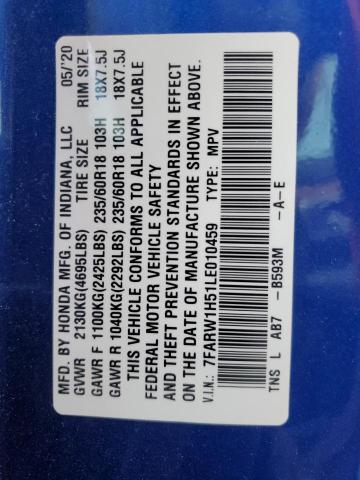 MFD. BY HONDA MFG. OF INDIANA, LLC 05/'20
GVWR 2130KG(4695LBS) TIRE SIZE RIM SIZE
GAWR F 1100KG(2425LBS) 235/60R18 103H 18X7.5J
GAWR R 1040KG(2292LBS) 235/60R18 103H 18X7.5J
THIS VEHICLE CONFORMS TO ALL APPLICABLE
FEDERAL MOTOR VEHICLE SAFETY
AND THEFT PREVENTION STANDARDS IN EFFECT
ON THE DATE OF MANUFACTURE SHOWN ABOVE.
V.I.N.: 7FARW1H51LE010459 TYPE: MPV
TNS L AB7 - B593M - A - E